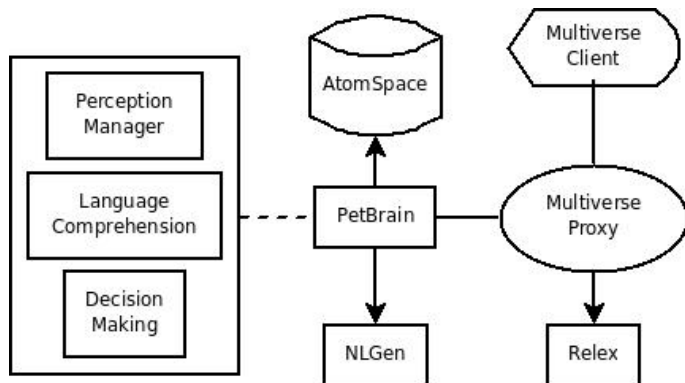 Perception
Manager
Language
Comprehension
Decision
Making
AtomSpace
PetBrain
NLGen
Multiverse
Client
Multiverse
Proxy
Relex